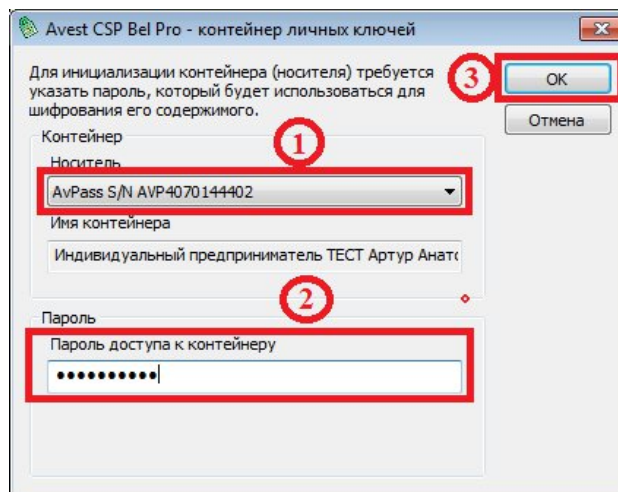 Avest CSP Bel Pro - контейнер личных ключей
Для инициализации контейнера (носителя) требуется
указать пароль, который будет использоваться для
шифрования его содержимого.
3
OK
Отмена
Контейнер
1
Носитель
AvPass S/N AVP4070144402
Имя контейнера
Индивидуальный предприниматель ТЕСТ Артур Анато
2
Пароль
Пароль доступа к контейнеру
••••••••••